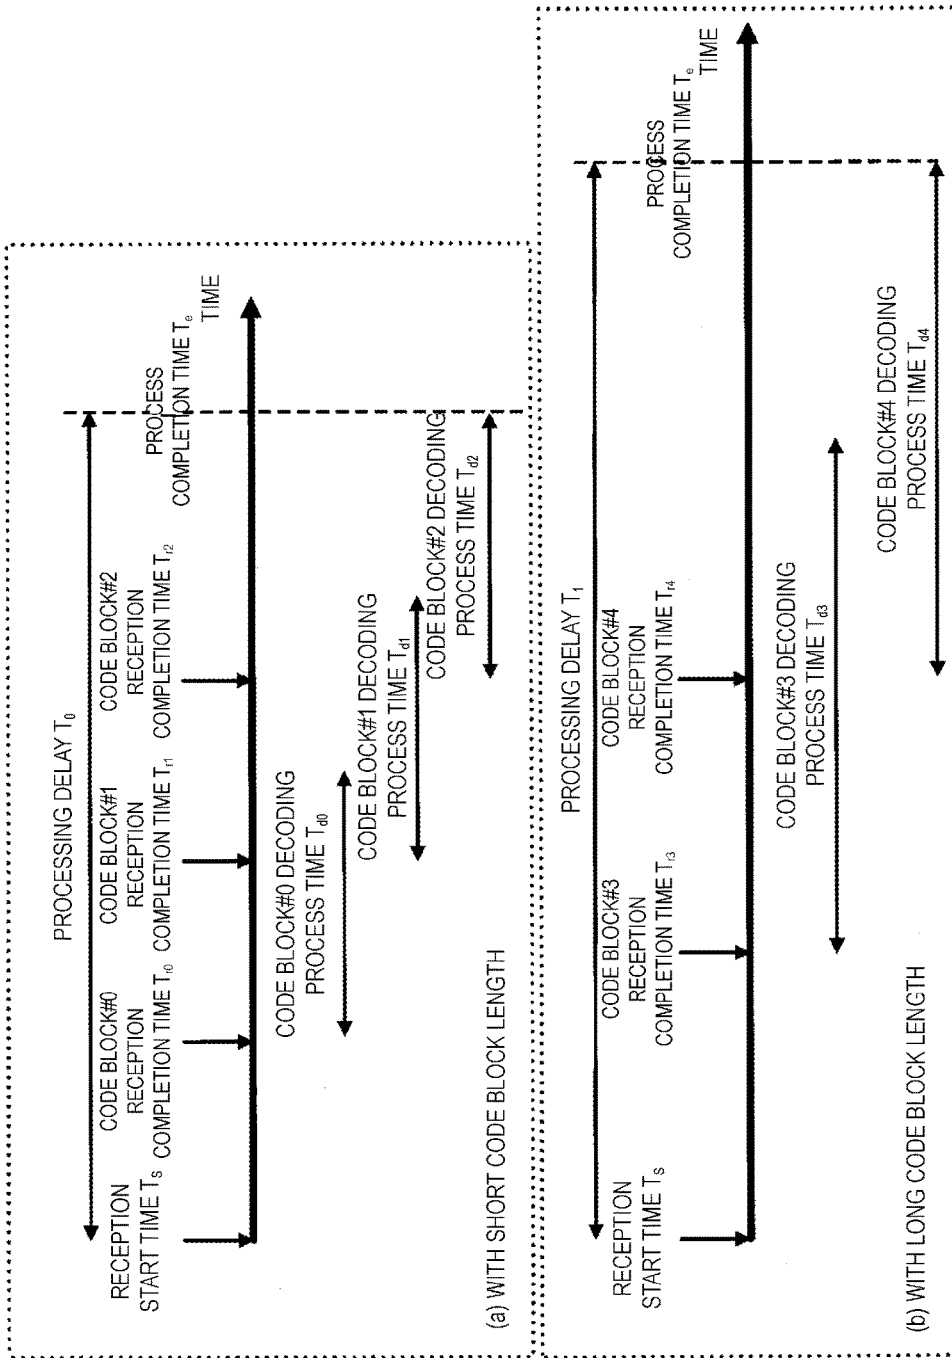 PROCESSING DELAY T0
RECEPTION
START TIME TS
CODE BLOCK#0
RECEPTION
COMPLETION TIME Tr0
CODE BLOCK#1
RECEPTION
COMPLETION TIME Tr1
CODE BLOCK#2
RECEPTION
COMPLETION TIME Tr2
PROCESS
COMPLETION TIME Te
TIME
CODE BLOCK#0 DECODING
PROCESS TIME Td0
CODE BLOCK#1 DECODING
PROCESS TIME Td1
CODE BLOCK#2 DECODING
PROCESS TIME Td2
(a) WITH SHORT CODE BLOCK LENGTH
PROCESSING DELAY T1
RECEPTION
START TIME TS
CODE BLOCK#3
RECEPTION
COMPLETION TIME Tr3
CODE BLOCK#4
RECEPTION
COMPLETION TIME Tr4
PROCESS
COMPLETION TIME Te
TIME
CODE BLOCK#3 DECODING
PROCESS TIME Td3
CODE BLOCK#4 DECODING
PROCESS TIME Td4
(b) WITH LONG CODE BLOCK LENGTH